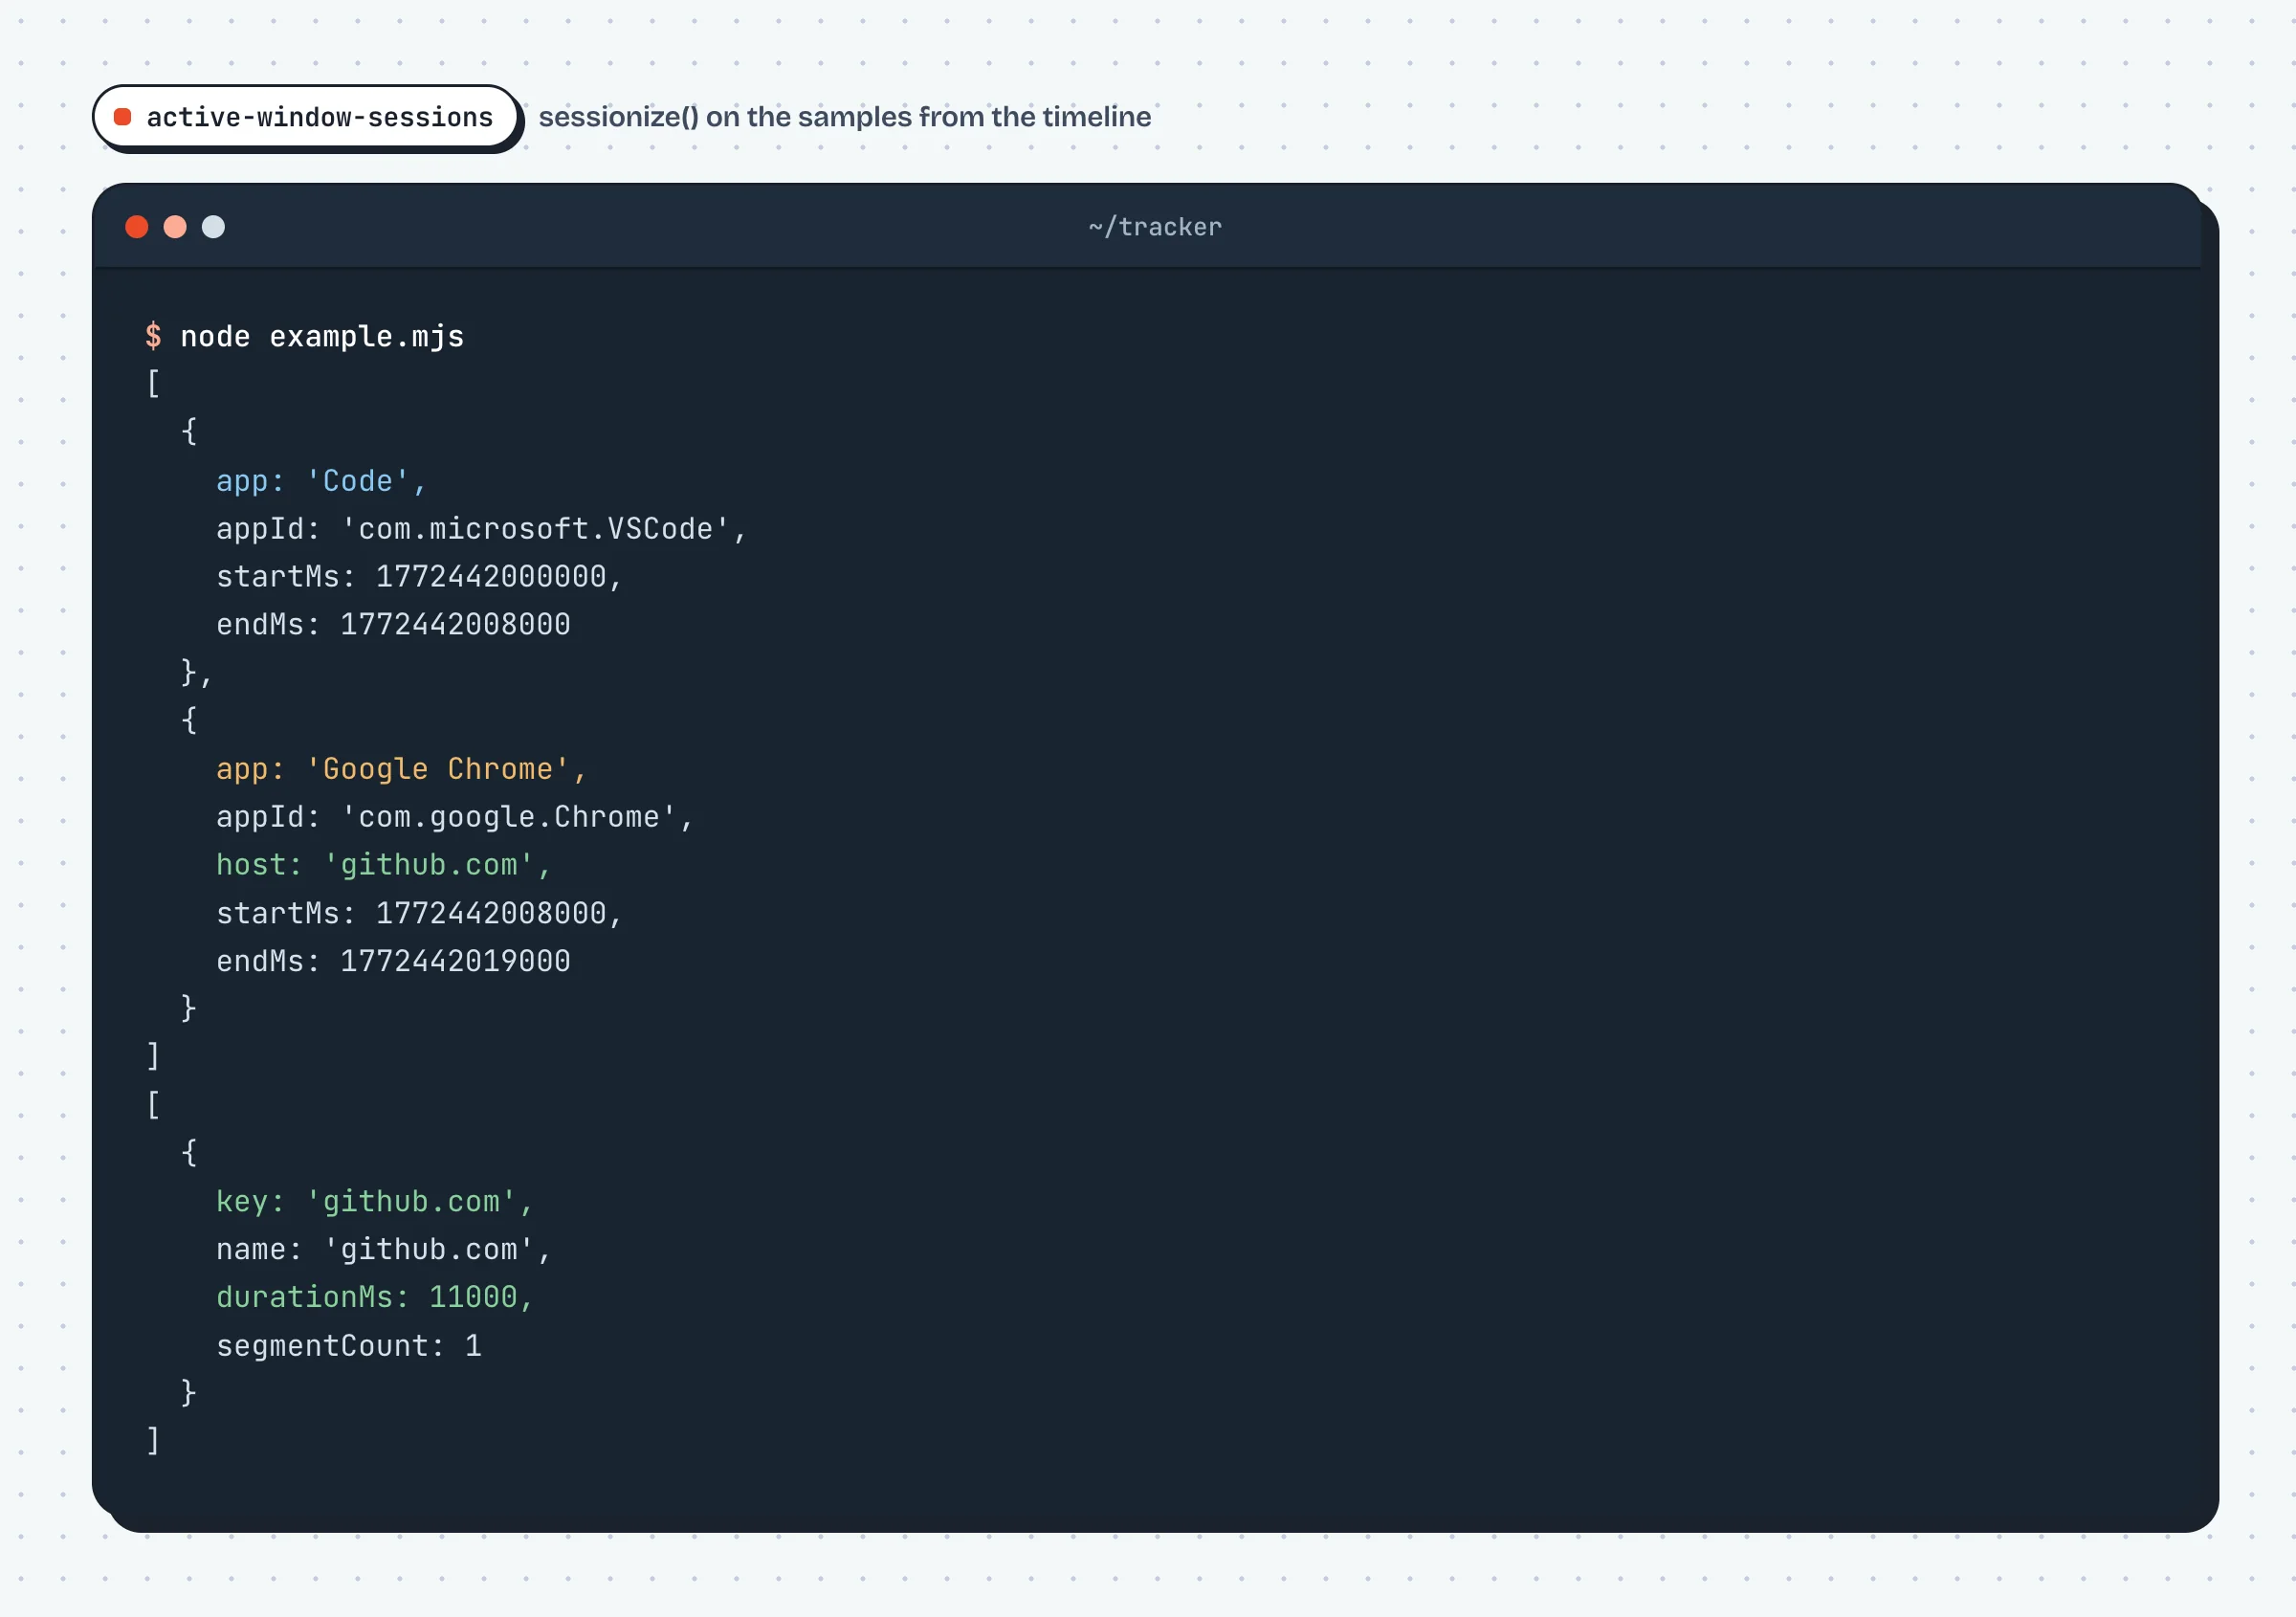 active-window-sessions sessionize() on the samples from the timeline
~/tracker
$ node example.mjs
[
  {
    app: 'Code',
    appId: 'com.microsoft.VSCode',
    startMs: 1772442000000,
    endMs: 1772442008000
  },
  {
    app: 'Google Chrome',
    appId: 'com.google.Chrome',
    host: 'github.com',
    startMs: 1772442008000,
    endMs: 1772442019000
  }
]
[
  {
    key: 'github.com',
    name: 'github.com',
    durationMs: 11000,
    segmentCount: 1
  }
]